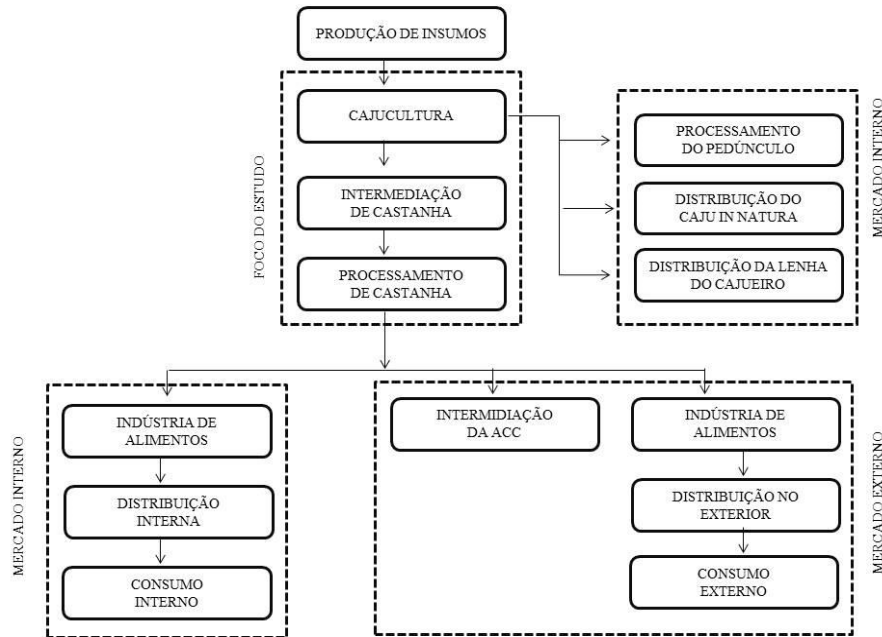 PRODUÇÃO DE INSUMOS
FOCO DO ESTUDO
CAJUCULTURA
INTERMEDIAÇÃO
DE CASTANHA
PROCESSAMENTO
DE CASTANHA
MERCADO INTERNO
PROCESSAMENTO
DO PEDÚNCULO
DISTRIBUIÇÃO DO
CAJU IN NATURA
DISTRIBUIÇÃO DA LENHA
DO CAJUEIRO
MERCADO INTERNO
INDÚSTRIA DE
ALIMENTOS
DISTRIBUIÇÃO
INTERNA
CONSUMO
INTERNO
INTERMIDIAÇÃO
DA ACC
INDÚSTRIA DE
ALIMENTOS
DISTRIBUIÇÃO NO
EXTERIOR
CONSUMO
EXTERNO
MERCADO EXTERNO